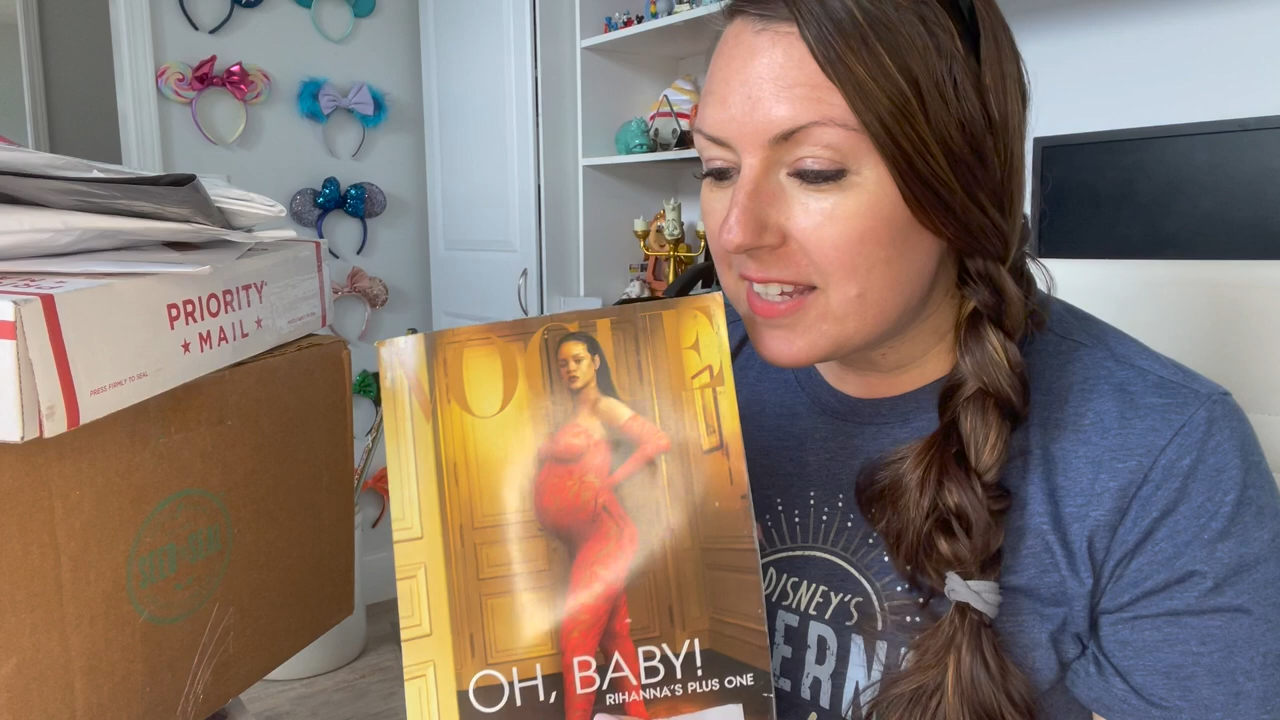 PRIORITY
★ MAIL ★
PRESS FIRMLY TO SEAL
VOGUE
OH, BABY!
RIHANNA'S PLUS ONE
DISNEY'S